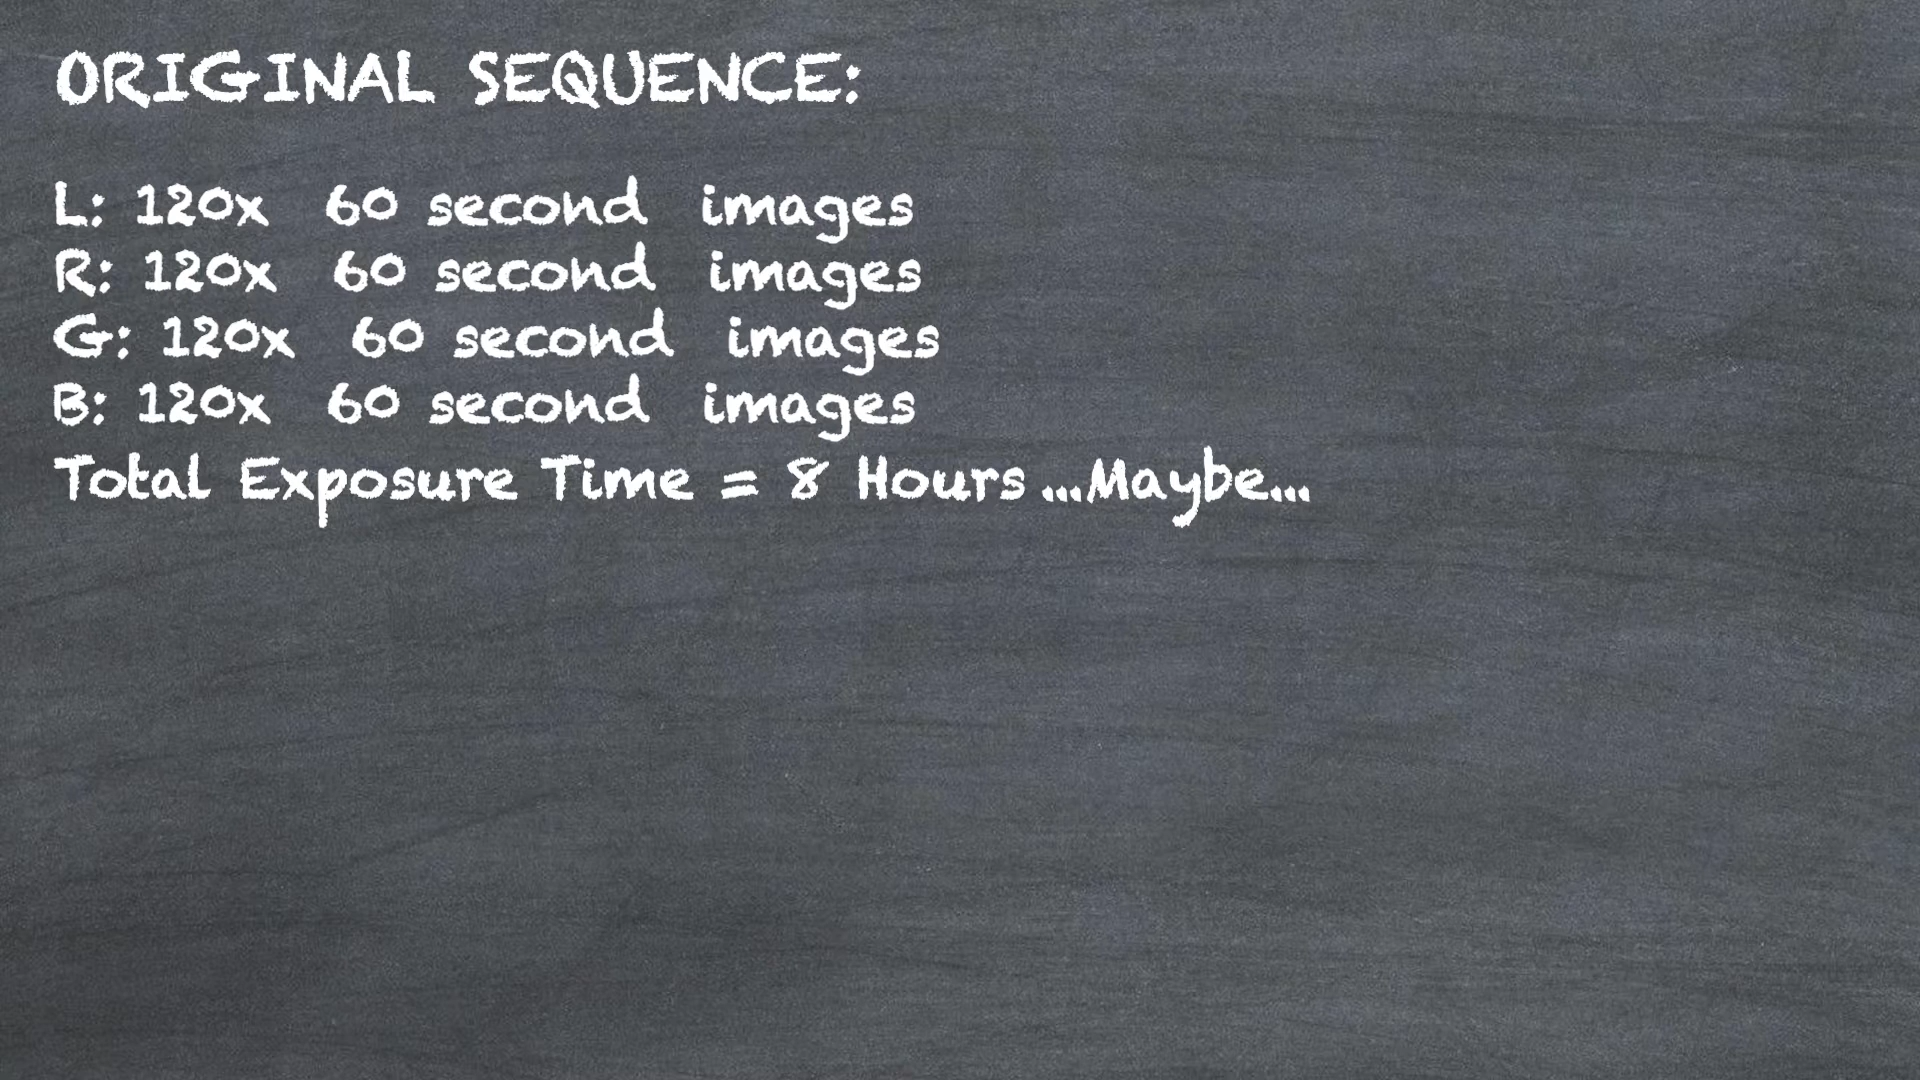 ORIGINAL SEQUENCE:
L: 120x 60 second images
R: 120x 60 second images
G: 120x 60 second images
B: 120x 60 second images
Total Exposure Time = 8 Hours ...Maybe...